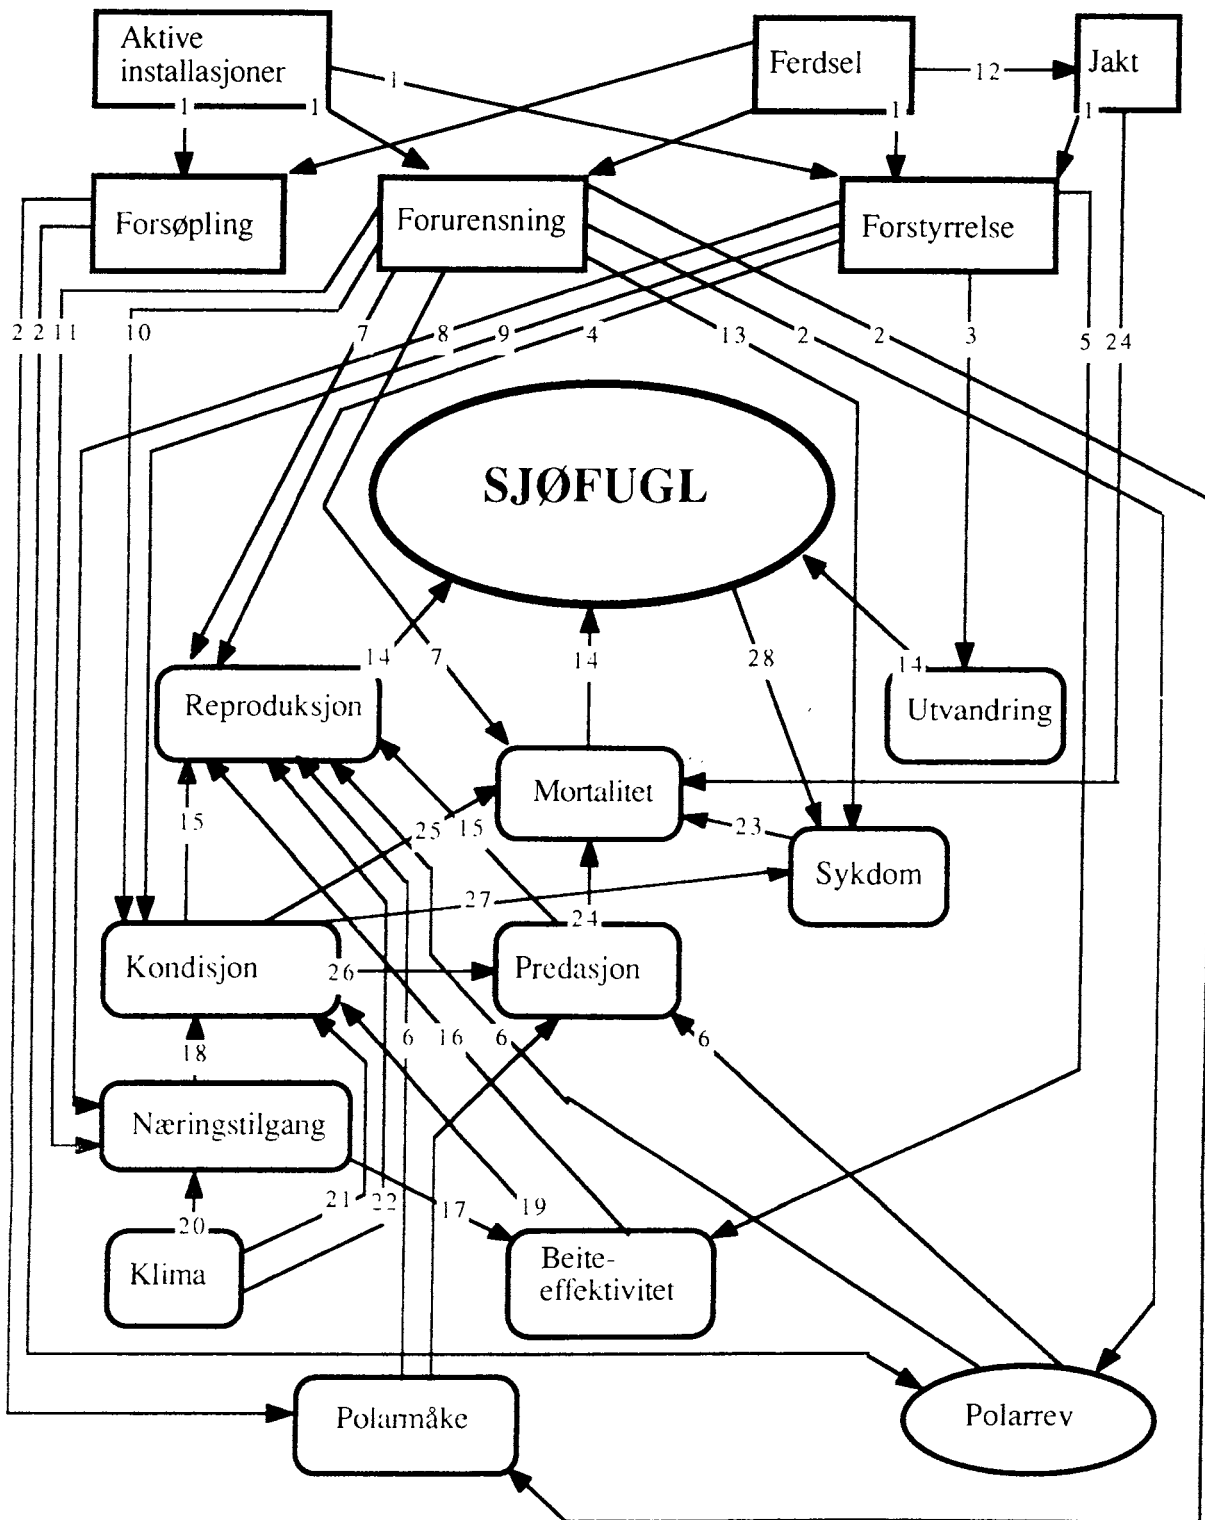 Aktive
installasjoner
Ferdsel
Jakt
1
12
1
1
1
1
Forsøpling
Forurensning
Forstyrrelse
2
2
11
10
7
8
9
4
13
2
2
3
5
24
SJØFUGL
14
7
14
28
14
Reproduksjon
Utvandring
Mortalitet
15
25
15
23
Sykdom
27
24
Kondisjon
26
Predasjon
18
6
16
6
6
Næringstilgang
21
22
17
19
20
Klima
Beite-
effektivitet
Polarmåke
Polarrev